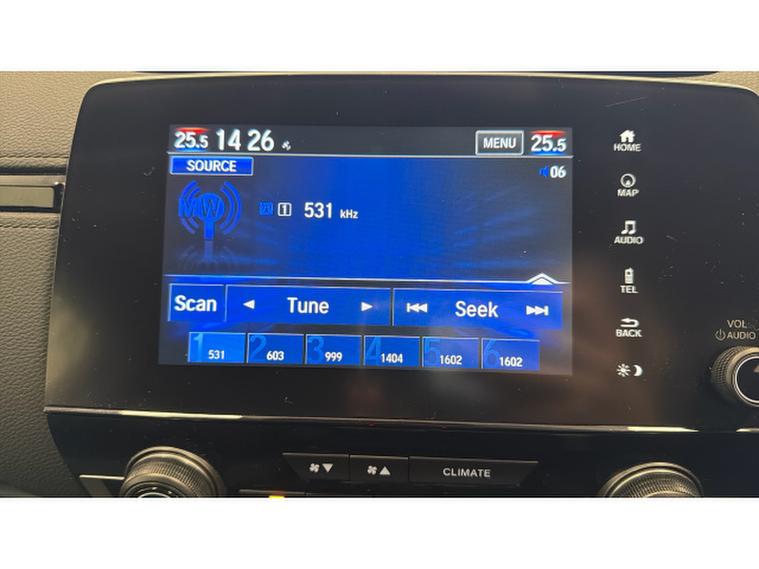 25.5 14 26 MENU 25.5
SOURCE
06
MW
1 531 kHz
Scan Tune Seek
1 531 2 603 3 999 4 1404 5 1602 6 1602
HOME
MAP
AUDIO
TEL
BACK
VOL
AUDIO
CLIMATE